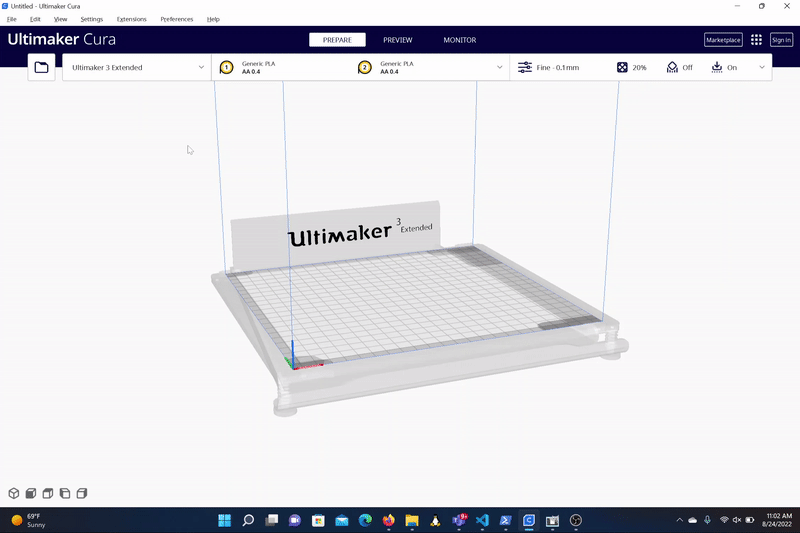 Untitled - Ultimaker Cura
File Edit View Settings Extensions Preferences Help
Ultimaker Cura
PREPARE PREVIEW MONITOR
Marketplace Sign in
Ultimaker 3 Extended
1 Generic PLA
AA 0.4
2 Generic PLA
AA 0.4
Fine - 0.1mm
20%
Off
On
Ultimaker 3 Extended
69°F
Sunny
9+
11:02 AM
8/24/2022